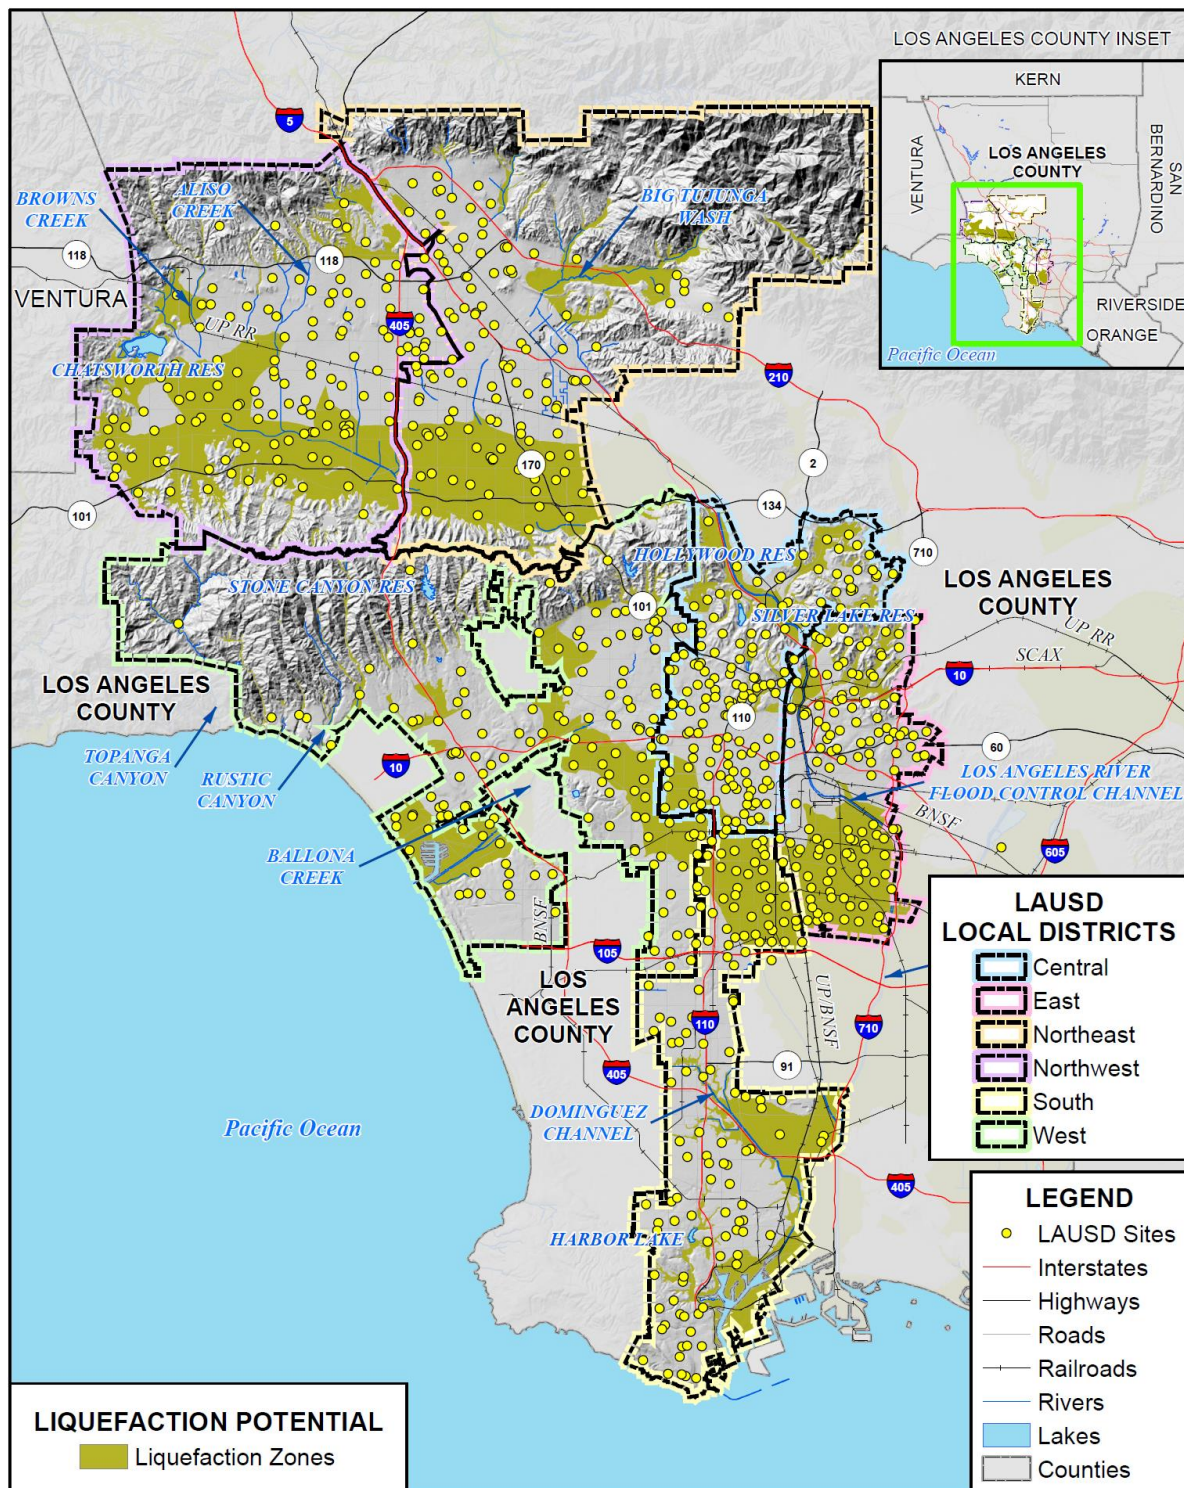 LOS ANGELES COUNTY INSET
KERN
VENTURA
LOS ANGELES
COUNTY
SAN
BERNARDINO
RIVERSIDE
ORANGE
Pacific Ocean
5
BROWNS
CREEK
ALISO
CREEK
BIG TUJUNGA
WASH
118
118
VENTURA
UP RR
405
CHATSWORTH RES
210
2
170
101
134
710
HOLLYWOOD RES
STONE CANYON RES
101
SILVER LAKE RES
LOS ANGELES
COUNTY
UP RR
SCAX
10
LOS ANGELES
COUNTY
110
60
TOPANGA
CANYON
RUSTIC
CANYON
10
LOS ANGELES RIVER
FLOOD CONTROL CHANNEL
BNSF
605
BALLONA
CREEK
BNSF
105
LOS
ANGELES
COUNTY
UP/BNSF
110
710
405
91
DOMINGUEZ
CHANNEL
Pacific Ocean
405
HARBOR LAKE
LAUSD
LOCAL DISTRICTS
Central
East
Northeast
Northwest
South
West
LEGEND
LAUSD Sites
Interstates
Highways
Roads
Railroads
Rivers
Lakes
Counties
LIQUEFACTION POTENTIAL
Liquefaction Zones